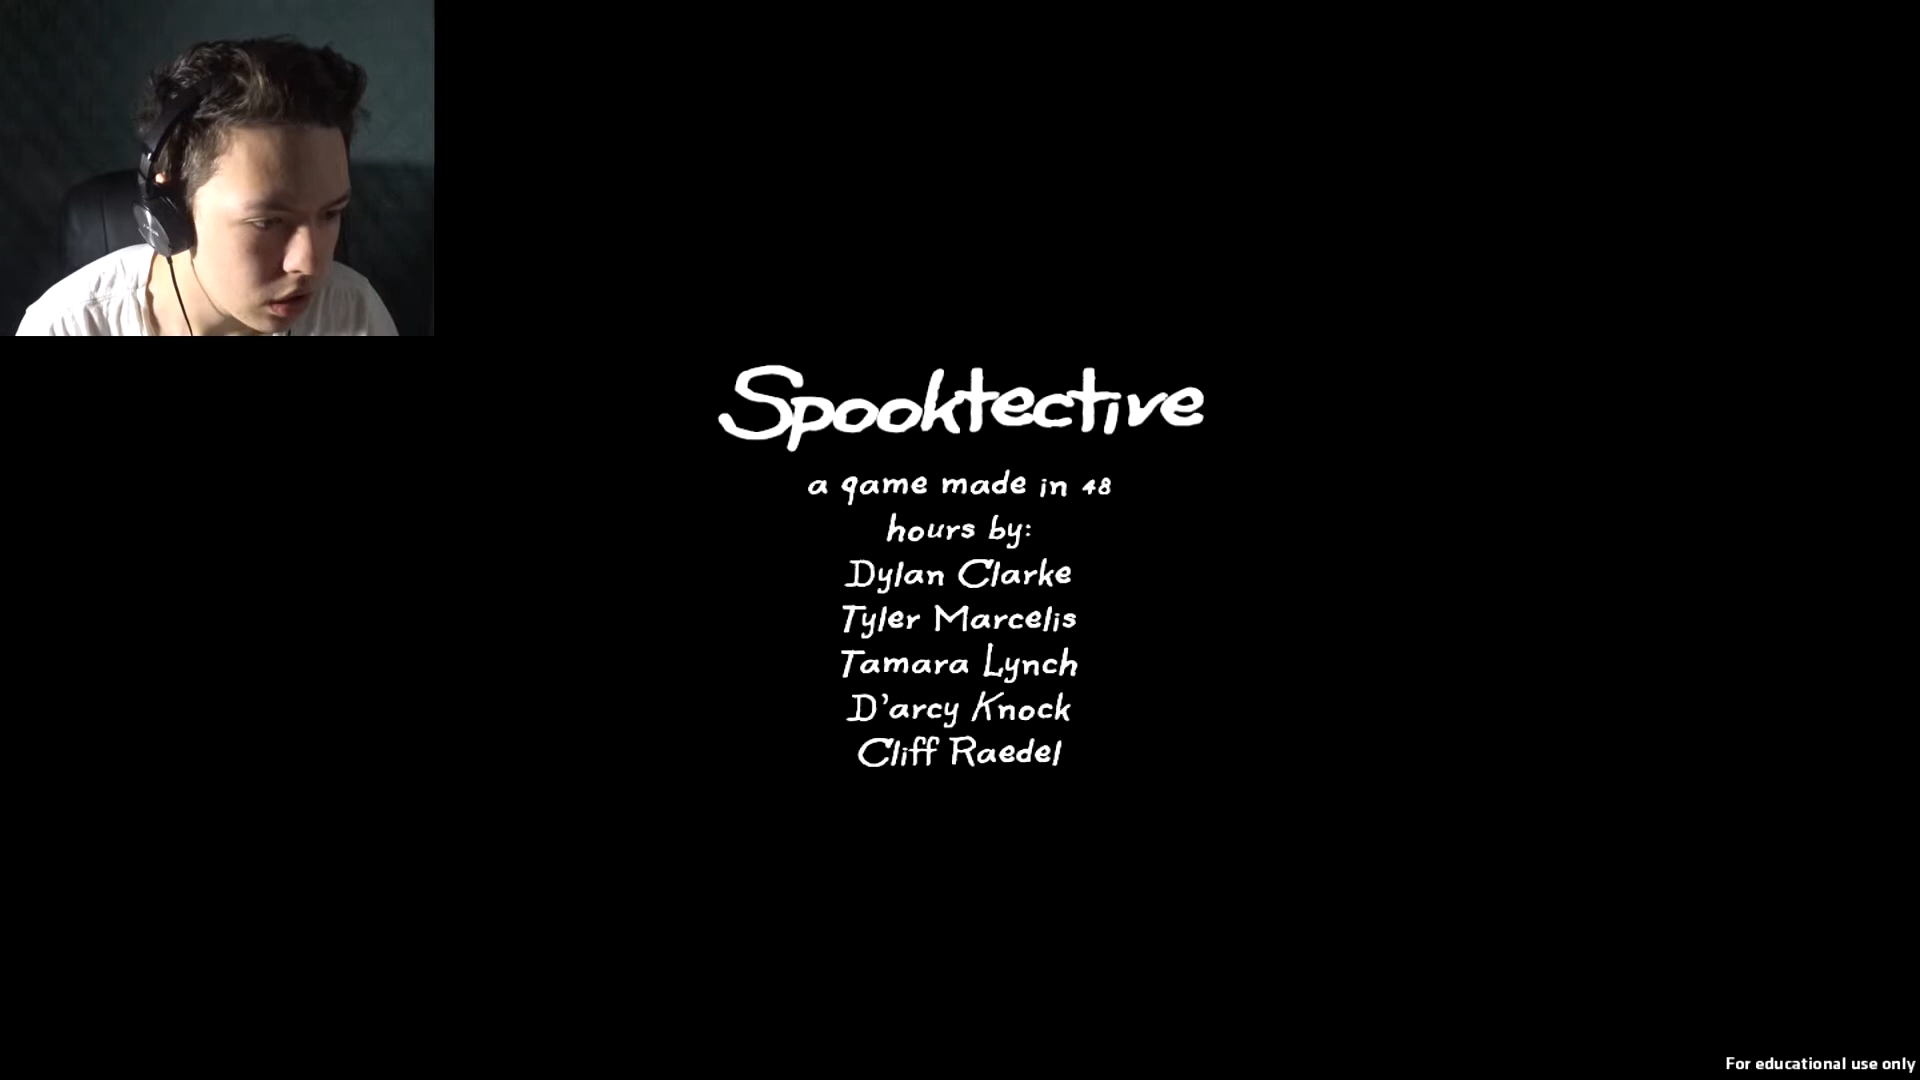 Spooktective
a game made in 48
hours by:
Dylan Clarke
Tyler Marcelis
Tamara Lynch
D'arcy Knock
Cliff Raedel
For educational use only